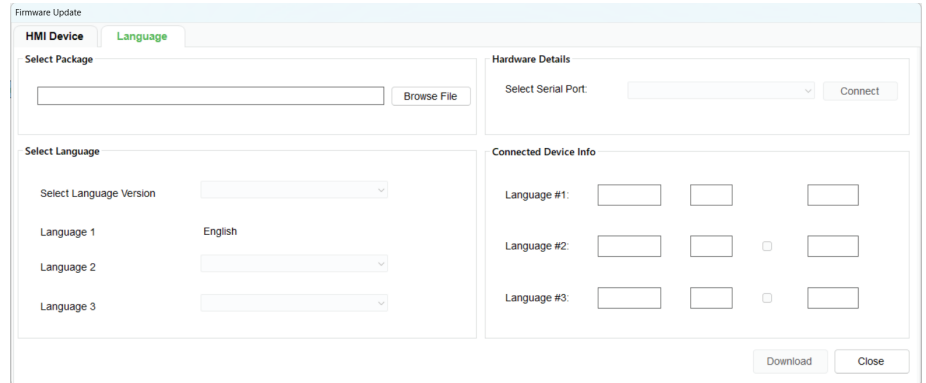 Firmware Update
HMI Device
Language
Select Package
Browse File
Hardware Details
Select Serial Port:
Connect
Select Language
Select Language Version
Language 1
English
Language 2
Language 3
Connected Device Info
Language #1:
Language #2:
Language #3:
Download
Close